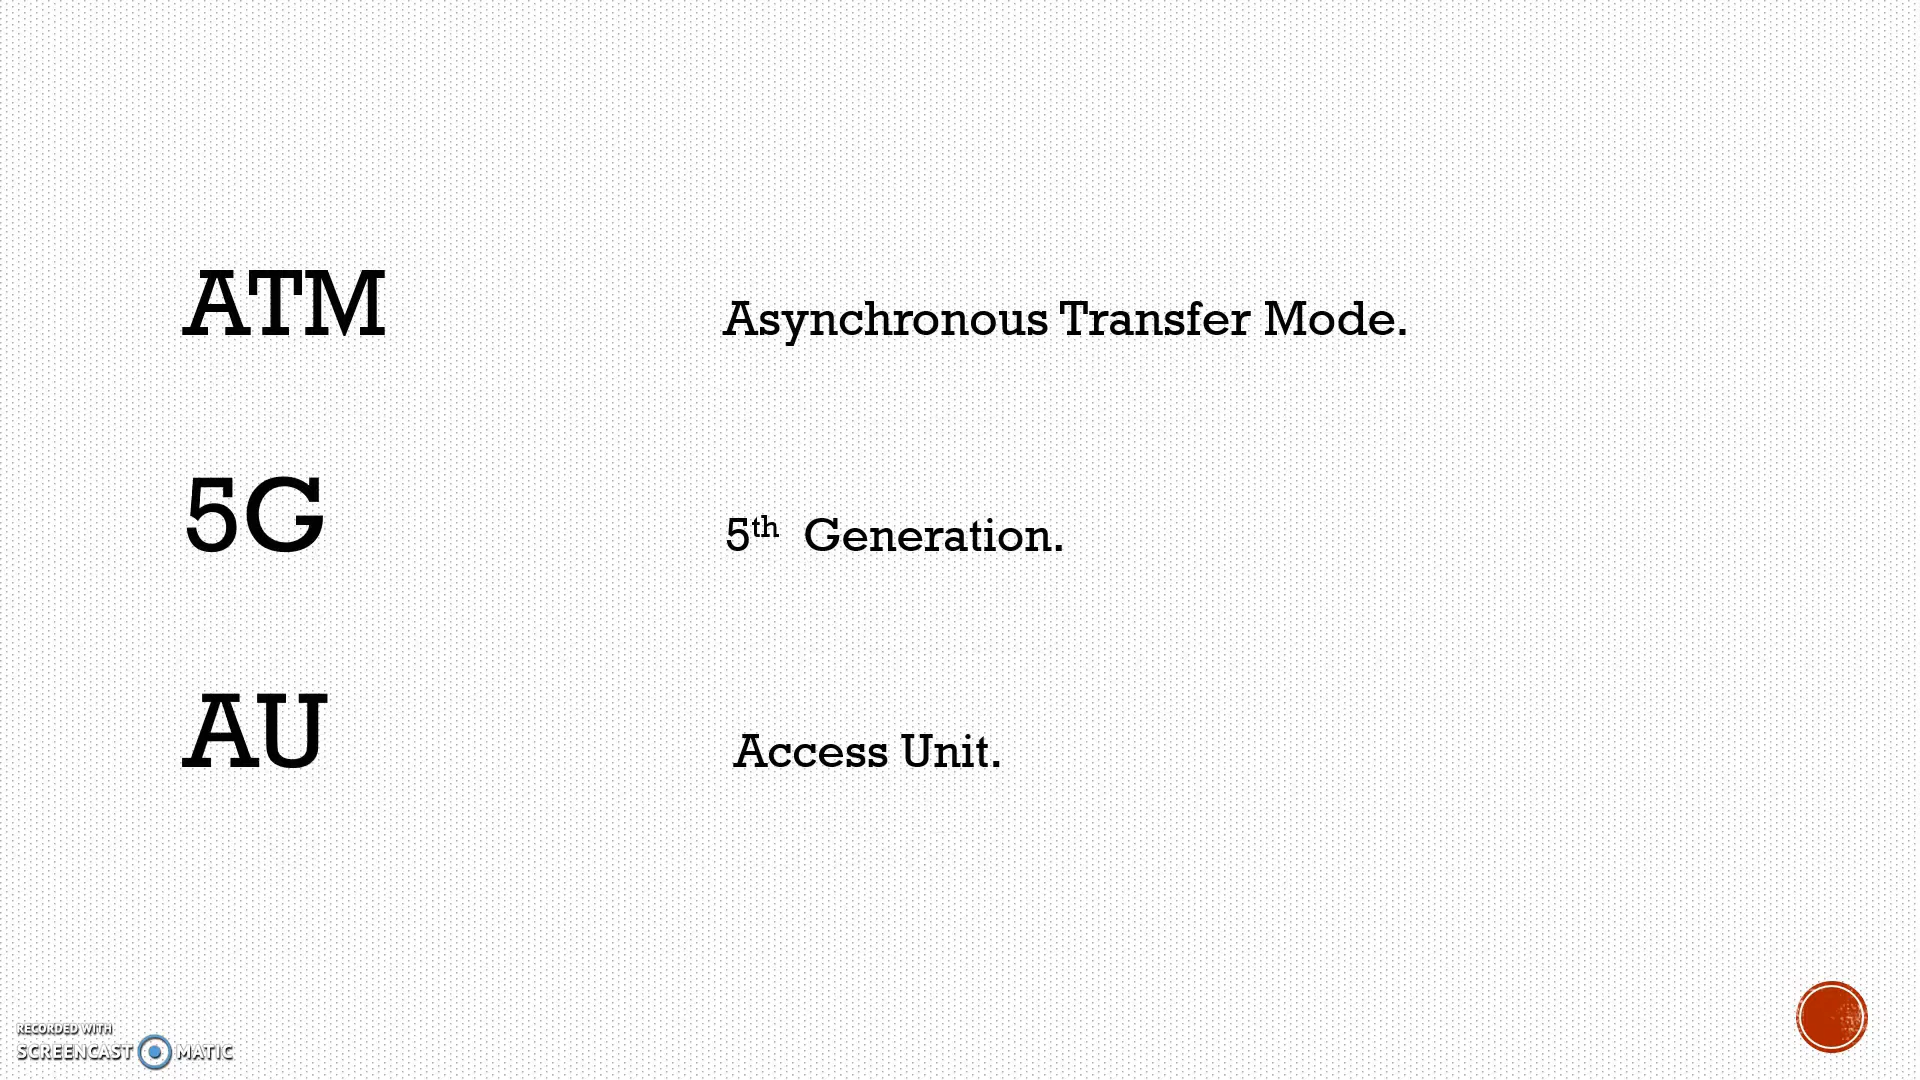 ATM Asynchronous Transfer Mode.
5G 5th Generation.
AU Access Unit.
RECORDED WITH
SCREENCAST MATIC